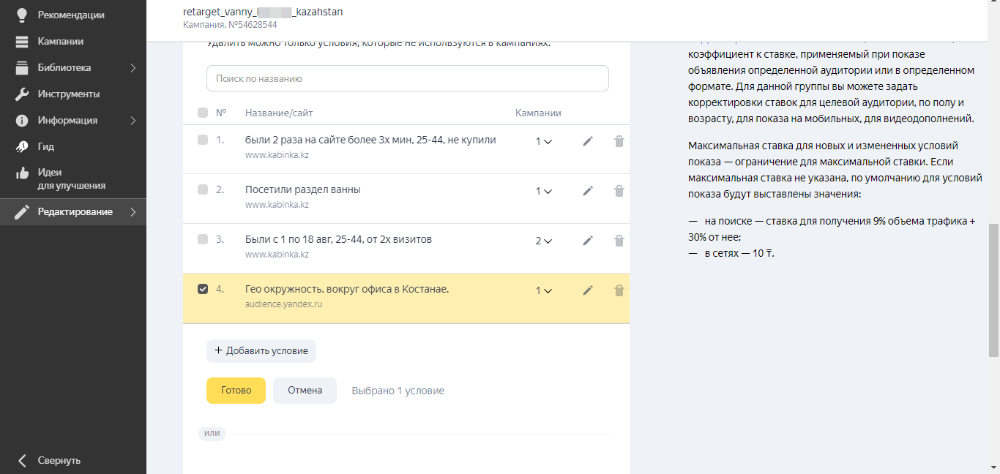 Рекомендации
Кампании
Библиотека
Инструменты
Информация
Гид
Идеи
для улучшения
Редактирование
Свернуть
retarget_vanny_ _kazahstan
Кампания, №54628544
Удалить можно только условия, которые не используются в кампаниях.
Поиск по названию
№ Название/сайт Кампании
1. были 2 раза на сайте более 3х мин, 25-44, не купили 1
www.kabinka.kz
2. Посетили раздел ванны 1
www.kabinka.kz
3. Были с 1 по 18 авг, 25-44, от 2х визитов 2
www.kabinka.kz
4. Гео окружность. вокруг офиса в Костанае. 1
audience.yandex.ru
+ Добавить условие
Готово Отмена Выбрано 1 условие
или
коэффициент к ставке, применяемый при показе
объявления определенной аудитории или в определенном
формате. Для данной группы вы можете задать
корректировки ставок для целевой аудитории, по полу и
возрасту, для показа на мобильных, для видеодополнений.
Максимальная ставка для новых и измененных условий
показа — ограничение для максимальной ставки. Если
максимальная ставка не указана, по умолчанию для условий
показа будут выставлены значения:
— на поиске — ставка для получения 9% объема трафика +
30% от нее;
— в сетях — 10 ₸.